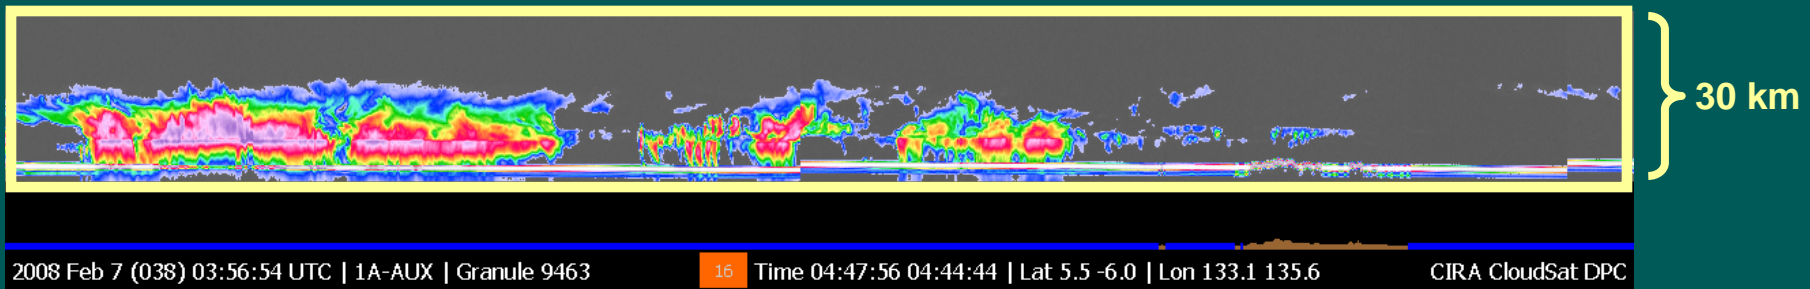 30 km
2008 Feb 7 (038) 03:56:54 UTC | 1A-AUX | Granule 9463 16 Time 04:47:56 04:44:44 | Lat 5.5 -6.0 | Lon 133.1 135.6 CIRA CloudSat DPC